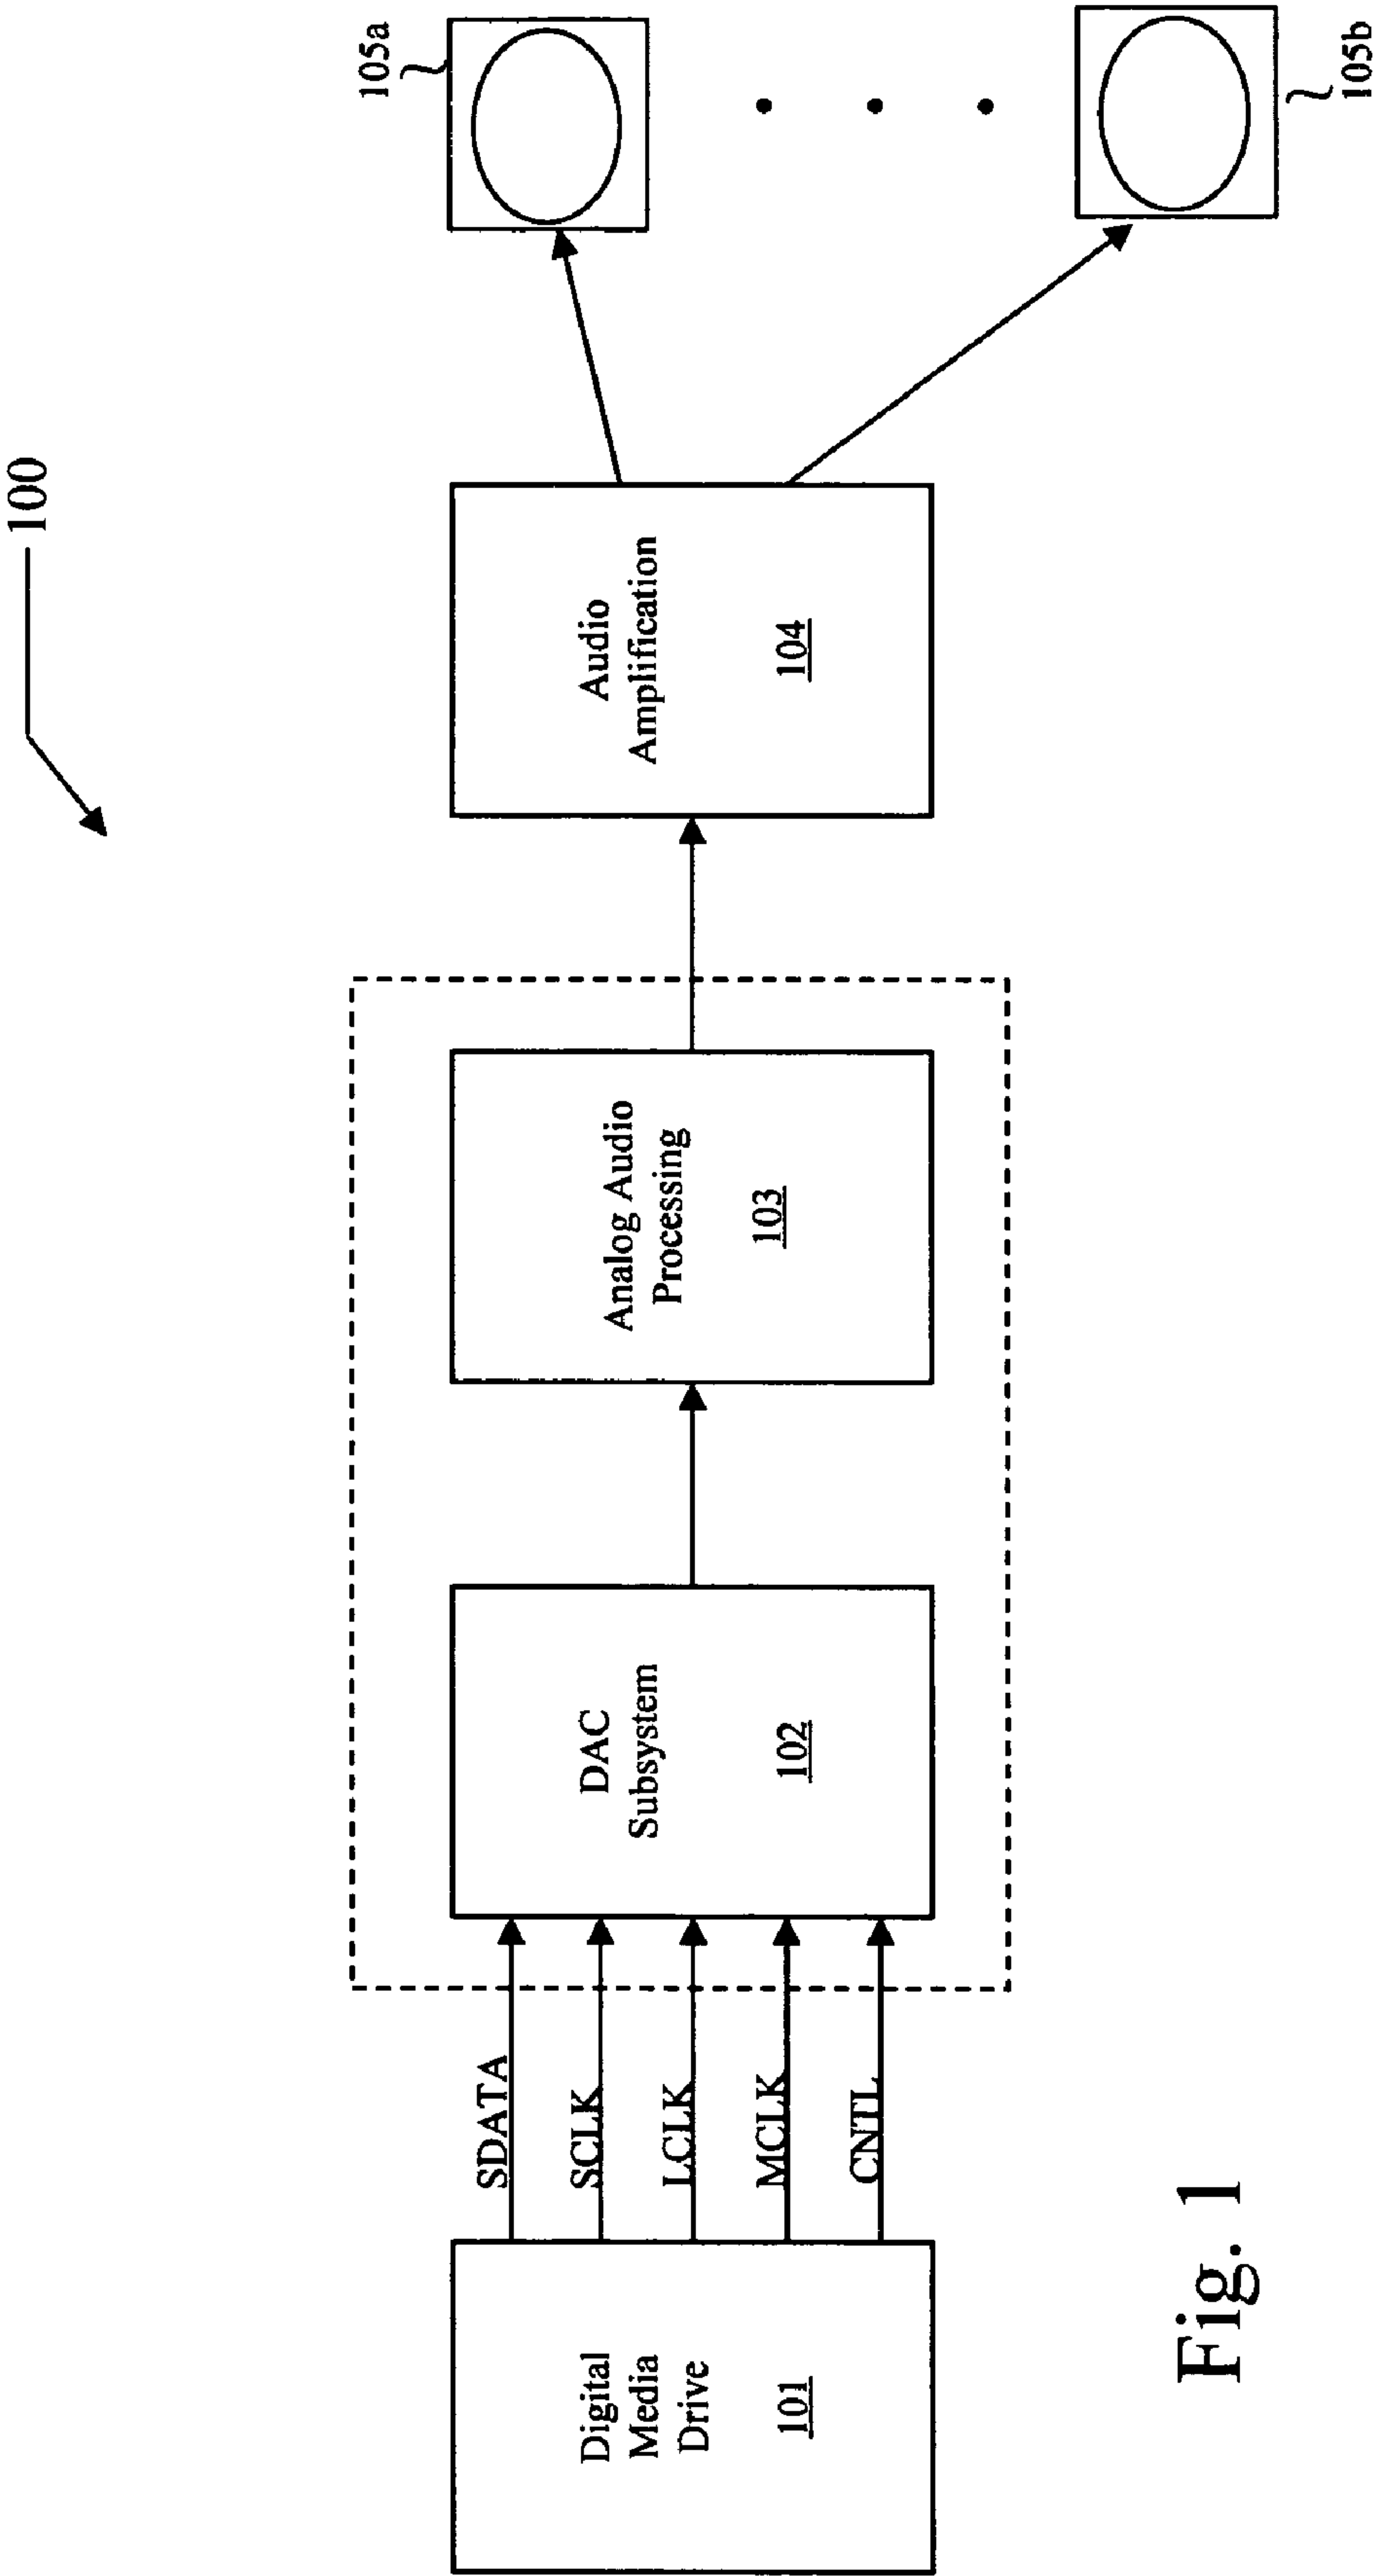 100
Digital
Media
Drive
101
SDATA
SCLK
LCLK
MCLK
CNTL
DAC
Subsystem
102
Analog Audio
Processing
103
Audio
Amplification
104
105a
105b
Fig. 1